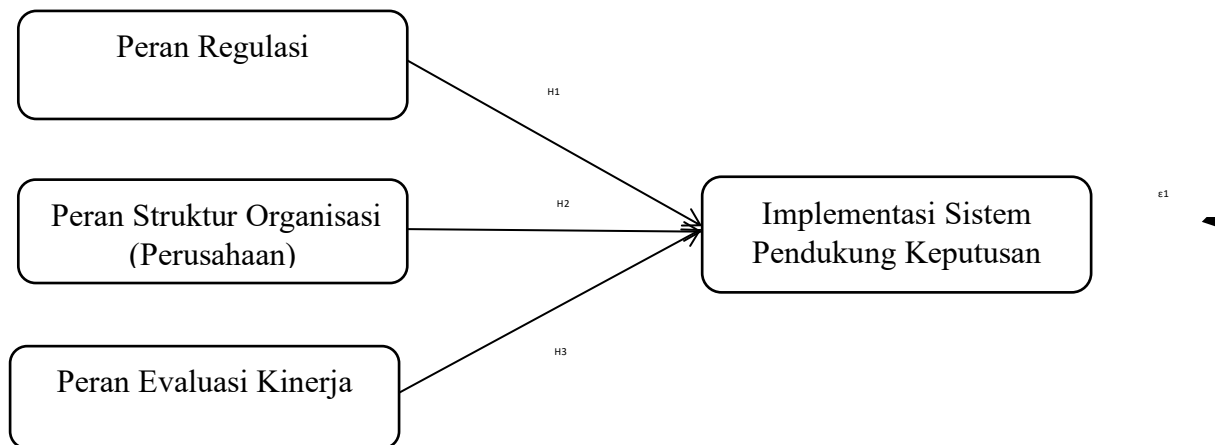 Peran Regulasi
H1
Peran Struktur Organisasi
(Perusahaan)
H2
Implementasi Sistem
Pendukung Keputusan
ε1
H3
Peran Evaluasi Kinerja